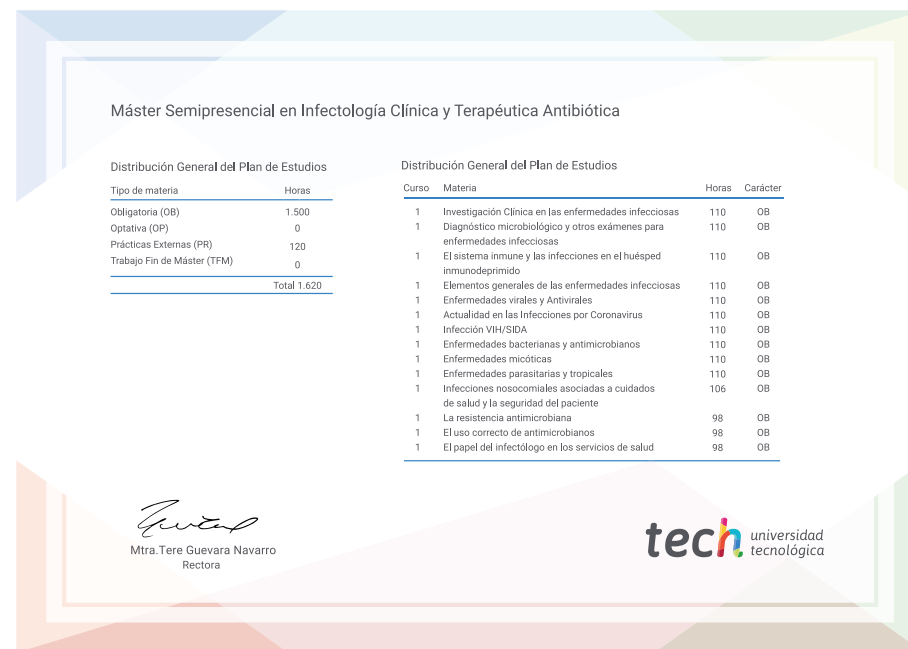 Máster Semipresencial en Infectología Clínica y Terapéutica Antibiótica
Distribución General del Plan de Estudios
Tipo de materia Horas
Obligatoria (OB) 1.500
Optativa (OP) 0
Prácticas Externas (PR) 120
Trabajo Fin de Máster (TFM) 0
Total 1.620
Distribución General del Plan de Estudios
Curso Materia Horas Carácter
1 Investigación Clínica en las enfermedades infecciosas 110 OB
1 Diagnóstico microbiológico y otros exámenes para 110 OB
enfermedades infecciosas
1 El sistema inmune y las infecciones en el huésped 110 OB
inmunodeprimido
1 Elementos generales de las enfermedades infecciosas 110 OB
1 Enfermedades virales y Antivirales 110 OB
1 Actualidad en las Infecciones por Coronavirus 110 OB
1 Infección VIH/SIDA 110 OB
1 Enfermedades bacterianas y antimicrobianos 110 OB
1 Enfermedades micóticas 110 OB
1 Enfermedades parasitarias y tropicales 110 OB
1 Infecciones nosocomiales asociadas a cuidados 106 OB
de salud y la seguridad del paciente
1 La resistencia antimicrobiana 98 OB
1 El uso correcto de antimicrobianos 98 OB
1 El papel del infectólogo en los servicios de salud 98 OB
Mtra.Tere Guevara Navarro
Rectora
tech universidad
tecnológica